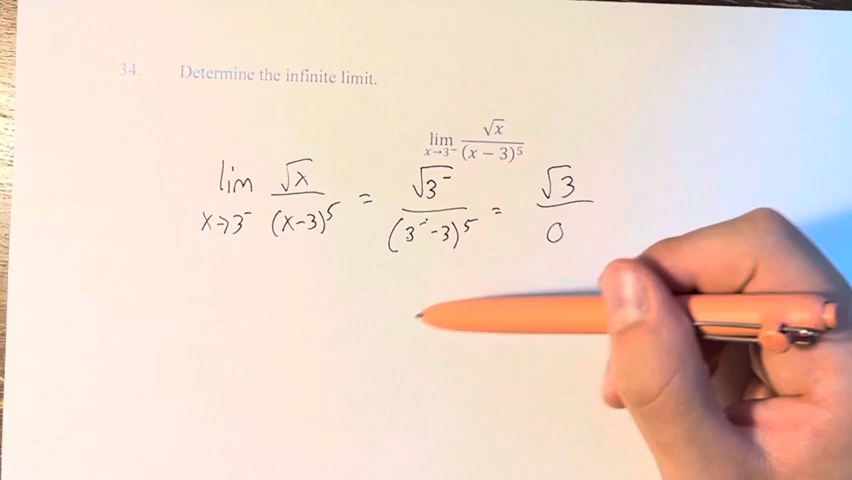 34. Determine the infinite limit.
lim x→3⁻ √x / (x − 3)⁵
lim x→3⁻ √x / (x-3)⁵ = √3⁻ / (3⁻-3)⁵ = √3 / 0